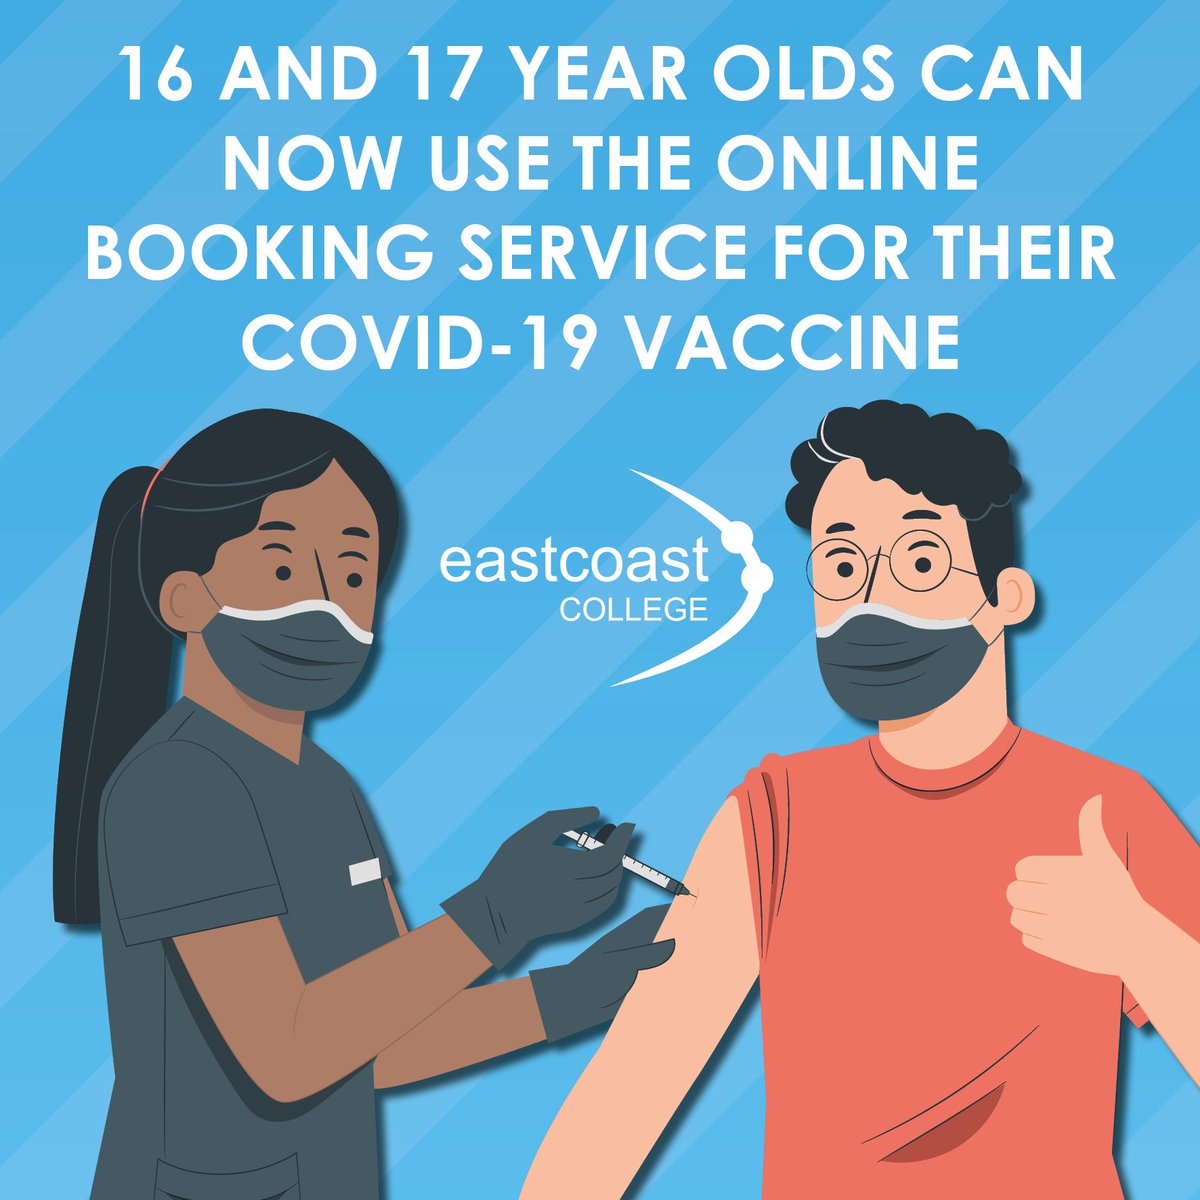 16 AND 17 YEAR OLDS CAN
NOW USE THE ONLINE
BOOKING SERVICE FOR THEIR
COVID-19 VACCINE
eastcoast
COLLEGE